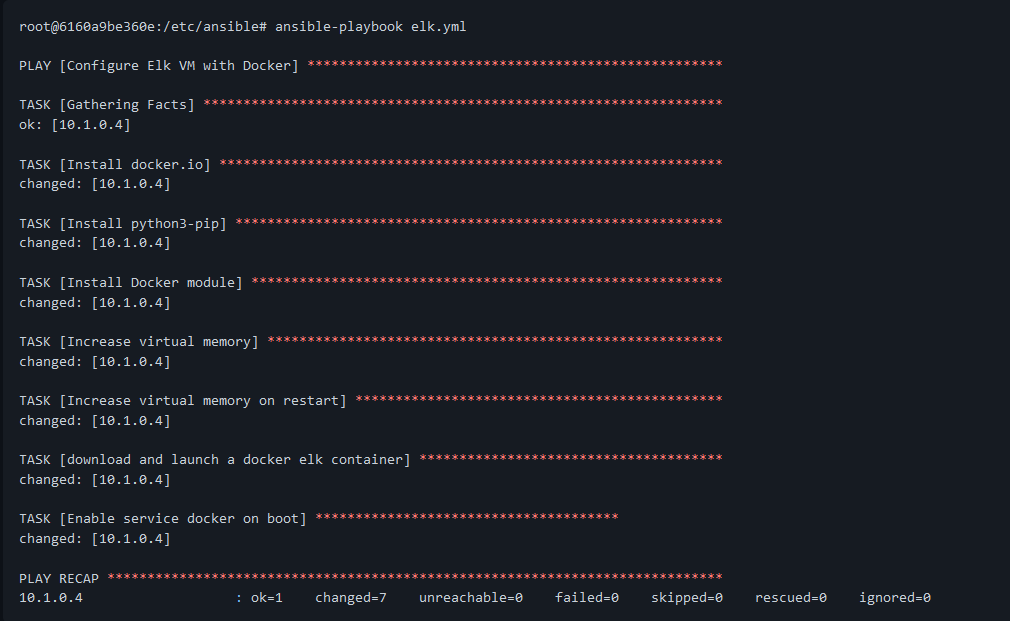 root@6160a9be360e:/etc/ansible# ansible-playbook elk.yml
PLAY [Configure Elk VM with Docker] ****************************************************
TASK [Gathering Facts] *****************************************************************
ok: [10.1.0.4]
TASK [Install docker.io] ***************************************************************
changed: [10.1.0.4]
TASK [Install python3-pip] *************************************************************
changed: [10.1.0.4]
TASK [Install Docker module] ***********************************************************
changed: [10.1.0.4]
TASK [Increase virtual memory] *********************************************************
changed: [10.1.0.4]
TASK [Increase virtual memory on restart] **********************************************
changed: [10.1.0.4]
TASK [download and launch a docker elk container] **************************************
changed: [10.1.0.4]
TASK [Enable service docker on boot] **************************************
changed: [10.1.0.4]
PLAY RECAP *****************************************************************************
10.1.0.4                   : ok=1    changed=7    unreachable=0    failed=0    skipped=0    rescued=0    ignored=0